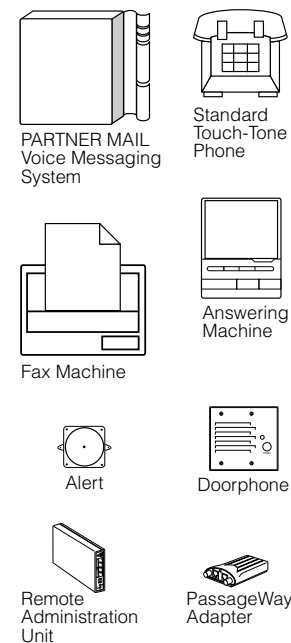 PARTNER MAIL
Voice Messaging
System
Standard
Touch-Tone
Phone
Fax Machine
Answering
Machine
Alert
Doorphone
Remote
Administration
Unit
PassageWay
Adapter